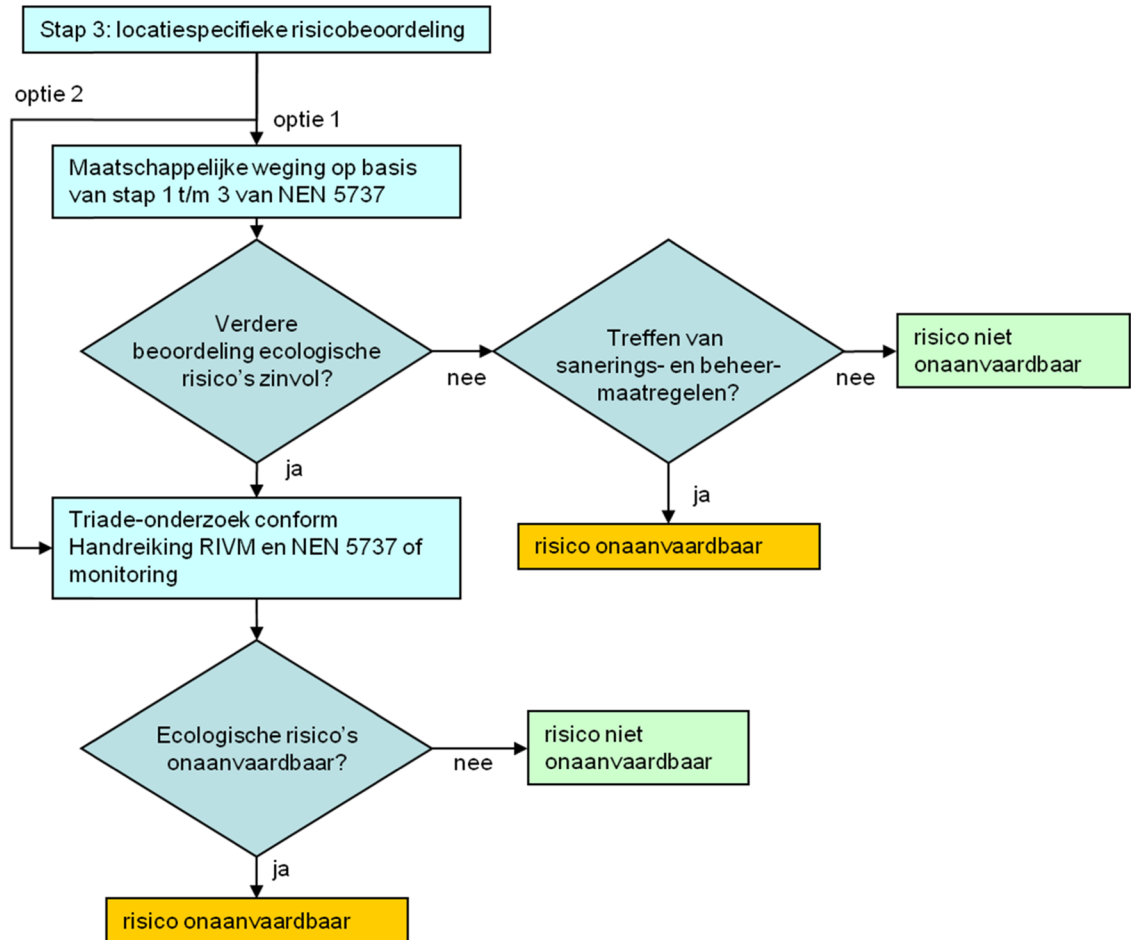 Stap 3: locatiespecifieke risicobeoordeling
optie 2
optie 1
Maatschappelijke weging op basis
van stap 1 t/m 3 van NEN 5737
Verdere
beoordeling ecologische
risico's zinvol?
nee
Treffen van
sanerings- en beheer-
maatregelen?
nee
risico niet
onaanvaardbaar
ja
ja
risico onaanvaardbaar
Triade-onderzoek conform
Handreiking RIVM en NEN 5737 of
monitoring
Ecologische risico's
onaanvaardbaar?
nee
risico niet
onaanvaardbaar
ja
risico onaanvaardbaar